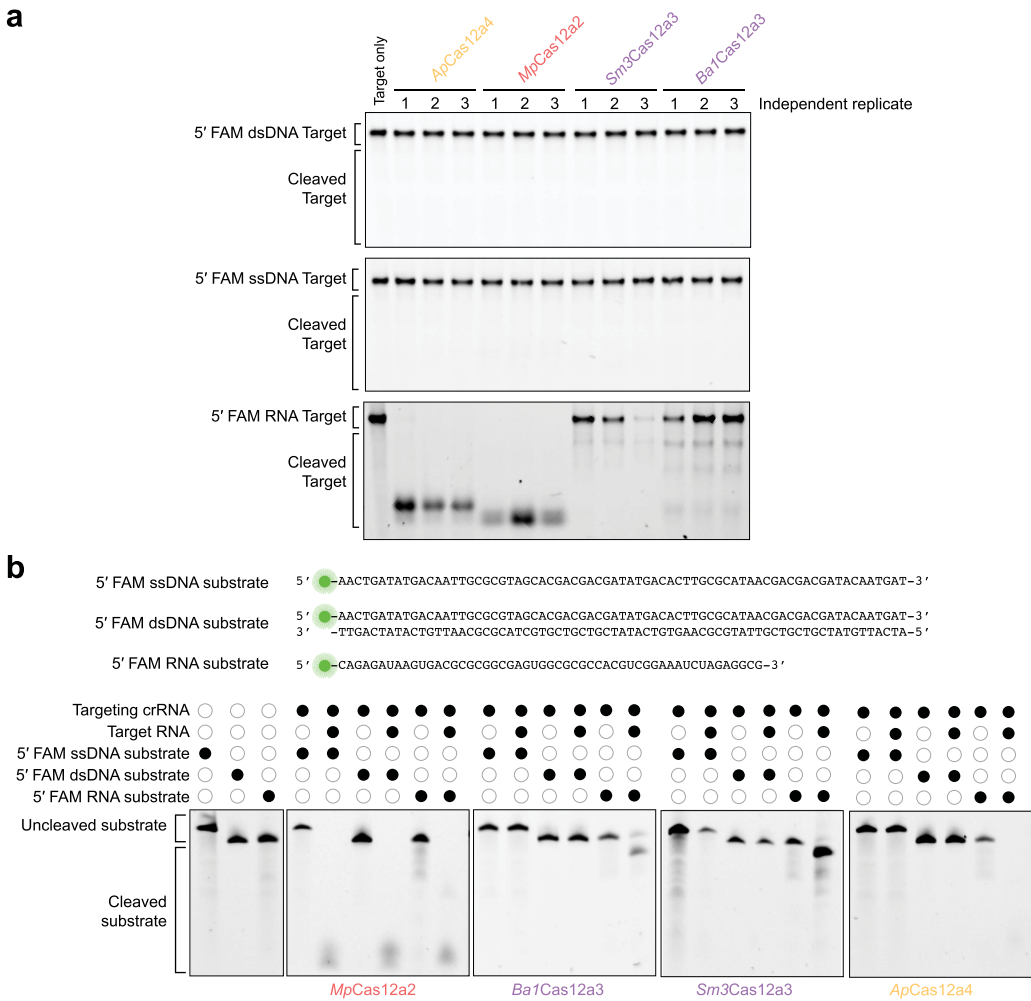 a
Target only
ApCas12a4
MpCas12a2
Sm3Cas12a3
Ba1Cas12a3
1 2 3 1 2 3 1 2 3 1 2 3 Independent replicate
5′ FAM dsDNA Target
Cleaved
Target
5′ FAM ssDNA Target
Cleaved
Target
5′ FAM RNA Target
Cleaved
Target
b
5′ FAM ssDNA substrate 5′ -AACTGATATGACAATTGCGCGTAGCACGACGACGATATGACACTTGCGCATAACGACGACGATACAATGAT-3′
5′ -AACTGATATGACAATTGCGCGTAGCACGACGACGATATGACACTTGCGCATAACGACGACGATACAATGAT-3′
5′ FAM dsDNA substrate
3′ -TTGACTATACTGTTAACGCGCATCGTGCTGCTGCTATACTGTGAACGCGTATTGCTGCTGCTATGTTACTA-5′
5′ FAM RNA substrate 5′ -CAGAGAUAAGUGACGCGCGGCGAGUGGCGCGCCACGUCGGAAAUCUAGAGGCG-3′
Targeting crRNA
Target RNA
5′ FAM ssDNA substrate
5′ FAM dsDNA substrate
5′ FAM RNA substrate
Uncleaved substrate
Cleaved
substrate
MpCas12a2 Ba1Cas12a3 Sm3Cas12a3 ApCas12a4